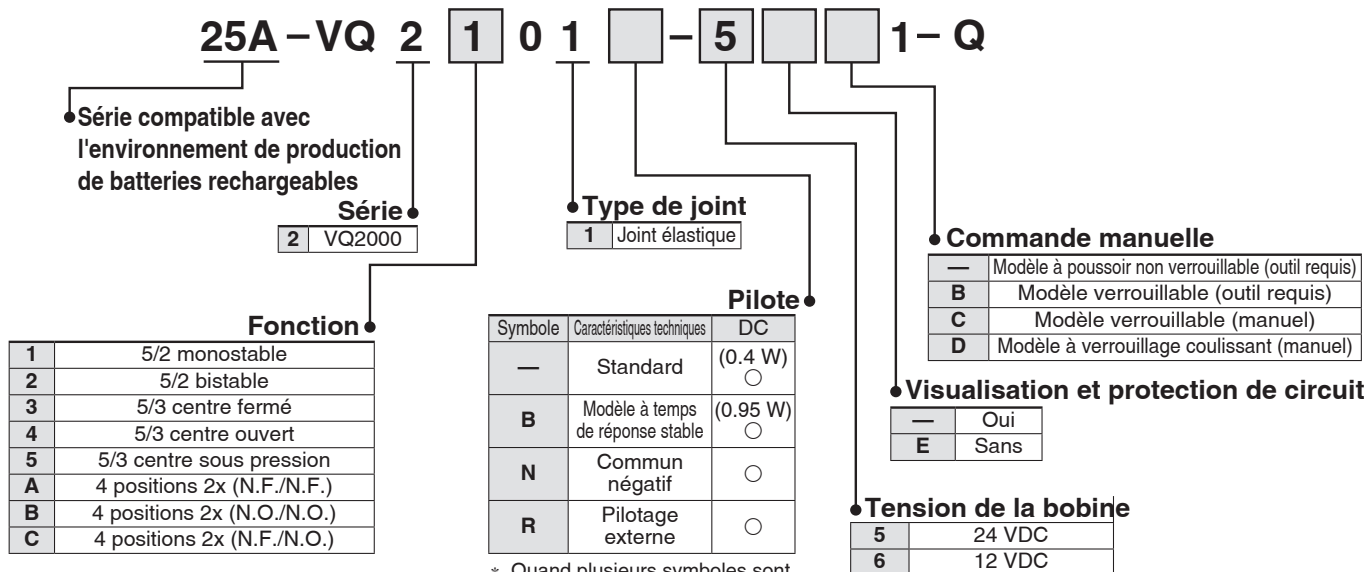 25A – VQ 2 1 0 1 – 5 1 – Q
Série compatible avec
l'environnement de production
de batteries rechargeables
Série
2 VQ2000
Type de joint
1 Joint élastique
Commande manuelle
— Modèle à poussoir non verrouillable (outil requis)
B Modèle verrouillable (outil requis)
C Modèle verrouillable (manuel)
D Modèle à verrouillage coulissant (manuel)
Fonction
1 5/2 monostable
2 5/2 bistable
3 5/3 centre fermé
4 5/3 centre ouvert
5 5/3 centre sous pression
A 4 positions 2x (N.F./N.F.)
B 4 positions 2x (N.O./N.O.)
C 4 positions 2x (N.F./N.O.)
Pilote
Symbole Caractéristiques techniques DC
— Standard (0.4 W) ○
B Modèle à temps
de réponse stable (0.95 W) ○
N Commun
négatif ○
R Pilotage
externe ○
* Quand plusieurs symboles sont
Visualisation et protection de circuit
— Oui
E Sans
Tension de la bobine
5 24 VDC
6 12 VDC